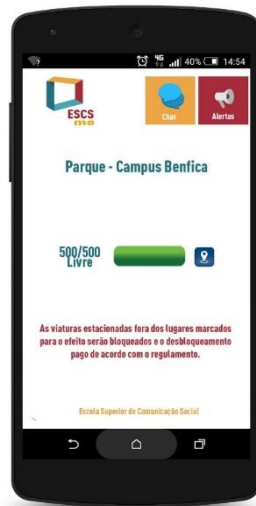 4G
40% 14:54
ESCS
me
Chat
Alertas
Parque - Campus Benfica
500/500
Livre
As viaturas estacionadas fora dos lugares marcados
para o efeito serão bloqueados e o desbloqueamento
pago de acordo com o regulamento.
Escola Superior de Comunicação Social